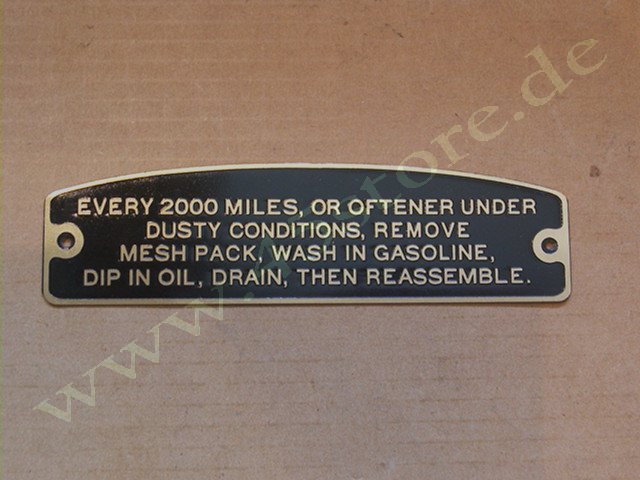 EVERY 2000 MILES, OR OFTENER UNDER
DUSTY CONDITIONS, REMOVE
MESH PACK, WASH IN GASOLINE,
DIP IN OIL, DRAIN, THEN REASSEMBLE.